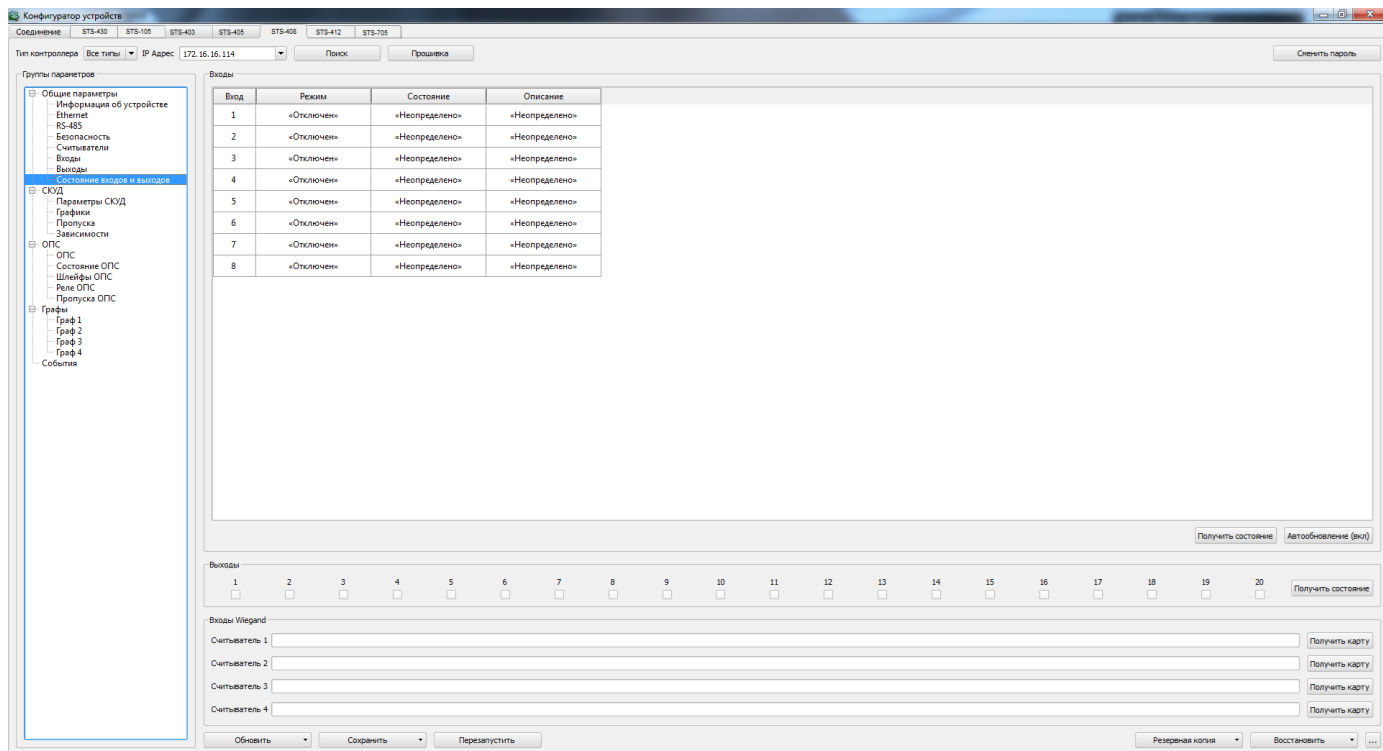 Конфигуратор устройств
Соединение STS-430 STS-105 STS-403 STS-405 STS-408 STS-412 STS-705
Тип контроллера Все типы IP Адрес 172.16.16.114 Поиск Прошивка Сменить пароль
Группы параметров
Общие параметры
Информация об устройстве
Ethernet
RS-485
Безопасность
Считыватели
Входы
Выходы
Состояние входов и выходов
СКУД
Параметры СКУД
Графики
Пропуска
Зависимости
ОПС
ОПС
Состояние ОПС
Шлейфы ОПС
Реле ОПС
Пропуска ОПС
Графы
Граф 1
Граф 2
Граф 3
Граф 4
События
Входы
Вход Режим Состояние Описание
1 «Отключен» «Неопределено» «Неопределено»
2 «Отключен» «Неопределено» «Неопределено»
3 «Отключен» «Неопределено» «Неопределено»
4 «Отключен» «Неопределено» «Неопределено»
5 «Отключен» «Неопределено» «Неопределено»
6 «Отключен» «Неопределено» «Неопределено»
7 «Отключен» «Неопределено» «Неопределено»
8 «Отключен» «Неопределено» «Неопределено»
Получить состояние Автообновление (вкл)
Выходы
1 2 3 4 5 6 7 8 9 10 11 12 13 14 15 16 17 18 19 20
Получить состояние
Входы Wiegand
Считыватель 1 Получить карту
Считыватель 2 Получить карту
Считыватель 3 Получить карту
Считыватель 4 Получить карту
Обновить Сохранить Перезапустить Резервная копия Восстановить ...